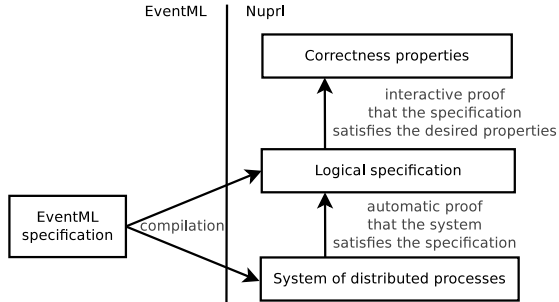 EventML
Nuprl
Correctness properties
interactive proof
that the specification
satisfies the desired properties
Logical specification
EventML
specification
compilation
automatic proof
that the system
satisfies the specification
System of distributed processes